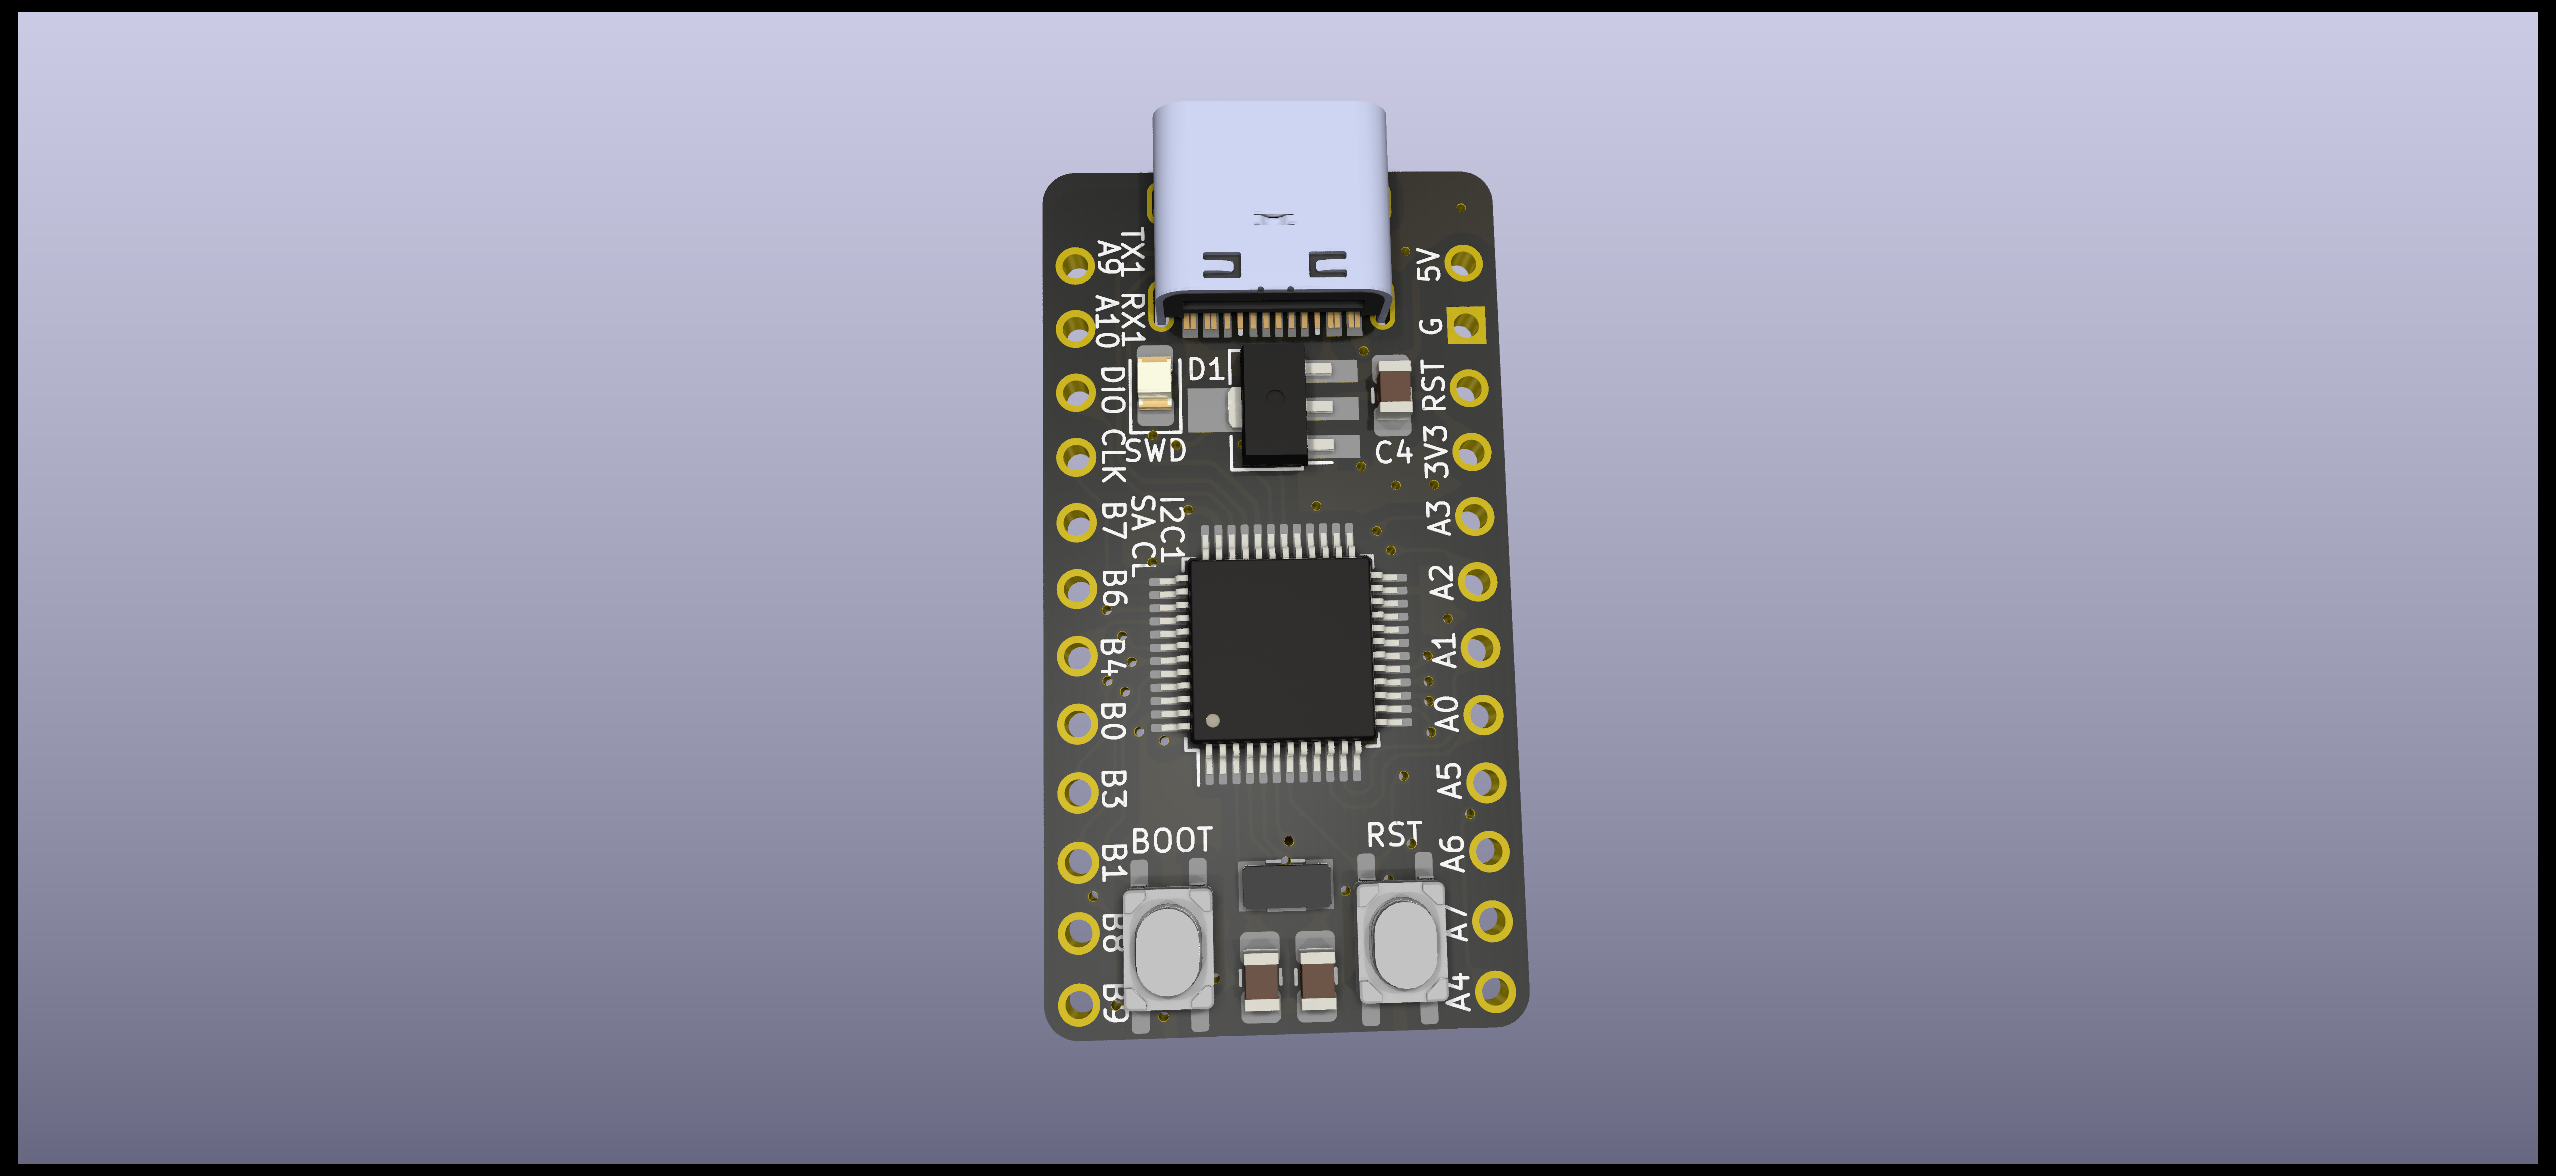 TX1
A9
RX1
A10
DIO
CLK
SWD
I2C1
SA CL
B7
B6
B4
B0
B3
B1
B8
B9
D1
C4
5V
G
RST
3V3
A3
A2
A1
A0
A5
A6
A7
A4
BOOT
RST